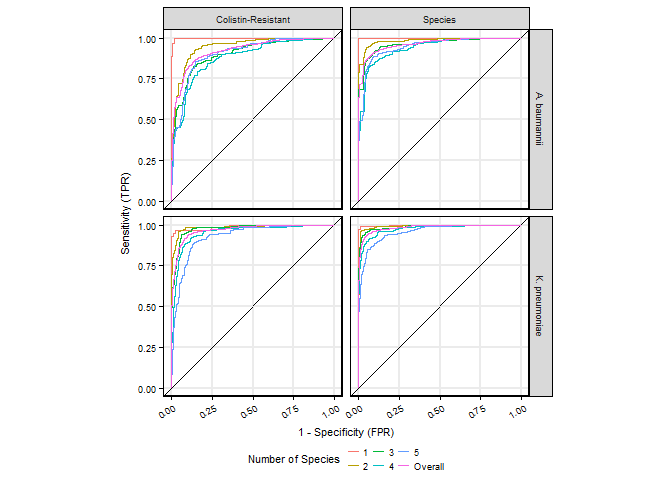 Colistin-Resistant
Species
1.00
0.75
0.50
0.25
0.00
A. baumannii
1.00
0.75
0.50
0.25
0.00
K. pneumoniae
Sensitivity (TPR)
0.00 0.25 0.50 0.75 1.00
0.00 0.25 0.50 0.75 1.00
1 - Specificity (FPR)
Number of Species
1 3 5
2 4 Overall